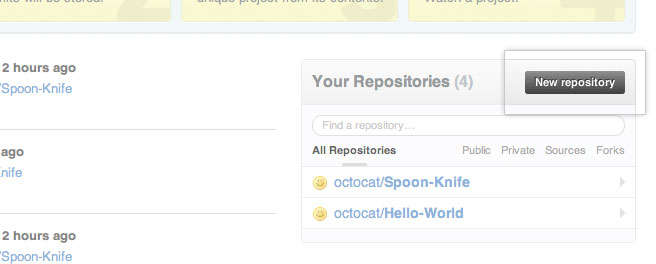 will be stored.
unique project from its contents.
Watch a project.
2 hours ago
/Spoon-Knife
ago
Knife
2 hours ago
/Spoon-Knife
Your Repositories (4)
New repository
Find a repository...
All Repositories Public Private Sources Forks
octocat/Spoon-Knife
octocat/Hello-World